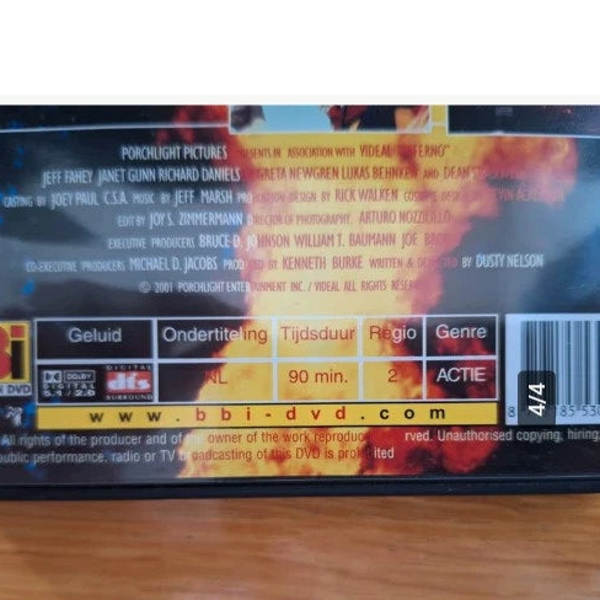 PORCHLIGHT PICTURES PRESENTS IN ASSOCIATION WITH VIDEAL "INFERNO"
JEFF FAHEY JANET GUNN RICHARD DANIELS GRETA NEWGREN LUKAS BEHNKEN AND DEAN
CASTING BY JOEY PAUL C.S.A. MUSIC BY JEFF MARSH PRODUCTION DESIGN BY RICK WALKEN
EDIT BY JOY S. ZIMMERMANN DIRECTOR OF PHOTOGRAPHY. ARTURO
EXECUTIVE PRODUCERS BRUCE D. JOHNSON WILLIAM T. BAUMANN JOE
CO-EXECUTIVE PRODUCERS MICHAEL D. JACOBS PRODUCED BY KENNETH BURKE WRITTEN & DIRECTED BY DUSTY NELSON
© 2001 PORCHLIGHT ENTERTAINMENT INC. / VIDEAL ALL RIGHTS
Geluid Ondertiteling Tijdsduur Regio Genre
DOLBY DIGITAL 5.1 / 2.0 DIGITAL dts SURROUND NL 90 min. 2 ACTIE
DVD
www.bbi-dvd.com
4/4
All rights of the producer and of owner of the work Unauthorised copying, hiring,
public performance, radio or TV broadcasting of this DVD is prohibited